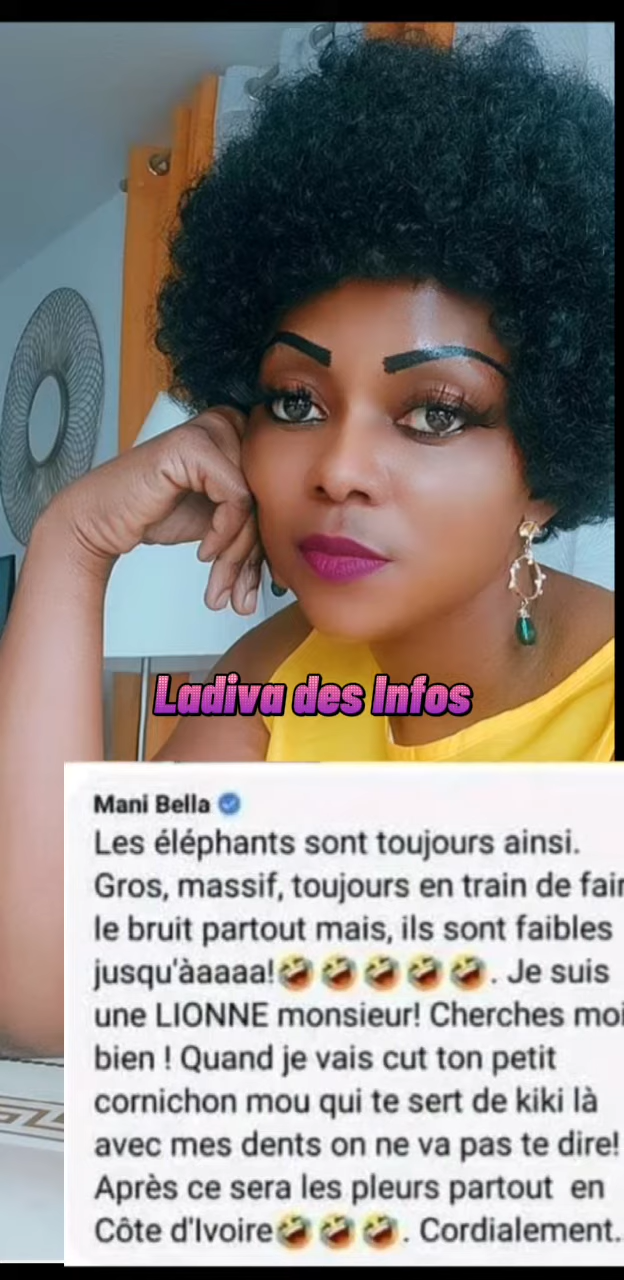 Ladiva des Infos
Mani Bella
Les éléphants sont toujours ainsi.
Gros, massif, toujours en train de fair
le bruit partout mais, ils sont faibles
jusqu'àaaaa!🤣🤣🤣🤣🤣. Je suis
une LIONNE monsieur! Cherches moi
bien ! Quand je vais cut ton petit
cornichon mou qui te sert de kiki là
avec mes dents on ne va pas te dire!
Après ce sera les pleurs partout en
Côte d'Ivoire🤣🤣🤣. Cordialement.